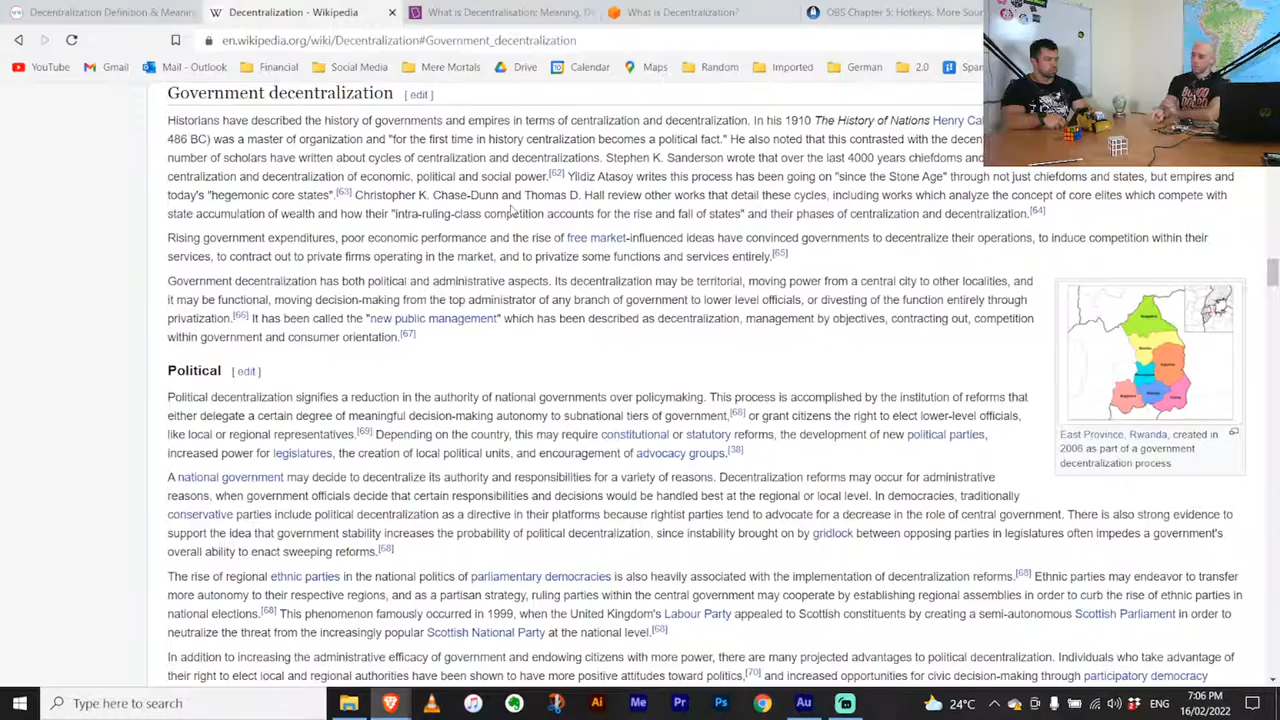 Decentralization Definition & Meanin
Decentralization - Wikipedia
What is Decentralisation: Meaning, D
What is Decentralization?
OBS Chapter 5: Hotkeys, More Sour
en.wikipedia.org/wiki/Decentralization#Government_decentralization
YouTube Gmail Mail - Outlook Financial Social Media Mere Mortals Drive Calendar Maps Random Imported German 2.0 Span
Government decentralization [ edit ]
Historians have described the history of governments and empires in terms of centralization and decentralization. In his 1910 The History of Nations Henry Cab
486 BC) was a master of organization and "for the first time in history centralization becomes a political fact." He also noted that this contrasted with the decen
number of scholars have written about cycles of centralization and decentralizations. Stephen K. Sanderson wrote that over the last 4000 years chiefdoms and
centralization and decentralization of economic, political and social power.[62] Yildiz Atasoy writes this process has been going on "since the Stone Age" through not just chiefdoms and states, but empires and
today's "hegemonic core states".[63] Christopher K. Chase-Dunn and Thomas D. Hall review other works that detail these cycles, including works which analyze the concept of core elites which compete with
state accumulation of wealth and how their "intra-ruling-class competition accounts for the rise and fall of states" and their phases of centralization and decentralization.[64]
Rising government expenditures, poor economic performance and the rise of free market-influenced ideas have convinced governments to decentralize their operations, to induce competition within their
services, to contract out to private firms operating in the market, and to privatize some functions and services entirely.[65]
Government decentralization has both political and administrative aspects. Its decentralization may be territorial, moving power from a central city to other localities, and
it may be functional, moving decision-making from the top administrator of any branch of government to lower level officials, or divesting of the function entirely through
privatization.[66] It has been called the "new public management" which has been described as decentralization, management by objectives, contracting out, competition
within government and consumer orientation.[67]
East Province, Rwanda, created in
2006 as part of a government
decentralization process
Political [ edit ]
Political decentralization signifies a reduction in the authority of national governments over policymaking. This process is accomplished by the institution of reforms that
either delegate a certain degree of meaningful decision-making autonomy to subnational tiers of government,[68] or grant citizens the right to elect lower-level officials,
like local or regional representatives.[69] Depending on the country, this may require constitutional or statutory reforms, the development of new political parties,
increased power for legislatures, the creation of local political units, and encouragement of advocacy groups.[38]
A national government may decide to decentralize its authority and responsibilities for a variety of reasons. Decentralization reforms may occur for administrative
reasons, when government officials decide that certain responsibilities and decisions would be handled best at the regional or local level. In democracies, traditionally
conservative parties include political decentralization as a directive in their platforms because rightist parties tend to advocate for a decrease in the role of central government. There is also strong evidence to
support the idea that government stability increases the probability of political decentralization, since instability brought on by gridlock between opposing parties in legislatures often impedes a government's
overall ability to enact sweeping reforms.[68]
The rise of regional ethnic parties in the national politics of parliamentary democracies is also heavily associated with the implementation of decentralization reforms.[68] Ethnic parties may endeavor to transfer
more autonomy to their respective regions, and as a partisan strategy, ruling parties within the central government may cooperate by establishing regional assemblies in order to curb the rise of ethnic parties in
national elections.[68] This phenomenon famously occurred in 1999, when the United Kingdom's Labour Party appealed to Scottish constituents by creating a semi-autonomous Scottish Parliament in order to
neutralize the threat from the increasingly popular Scottish National Party at the national level.[68]
In addition to increasing the administrative efficacy of government and endowing citizens with more power, there are many projected advantages to political decentralization. Individuals who take advantage of
their right to elect local and regional authorities have been shown to have more positive attitudes toward politics,[70] and increased opportunities for civic decision-making through participatory democracy
Type here to search
Ai Me Pr Ps Au
24°C
ENG
7:06 PM
16/02/2022